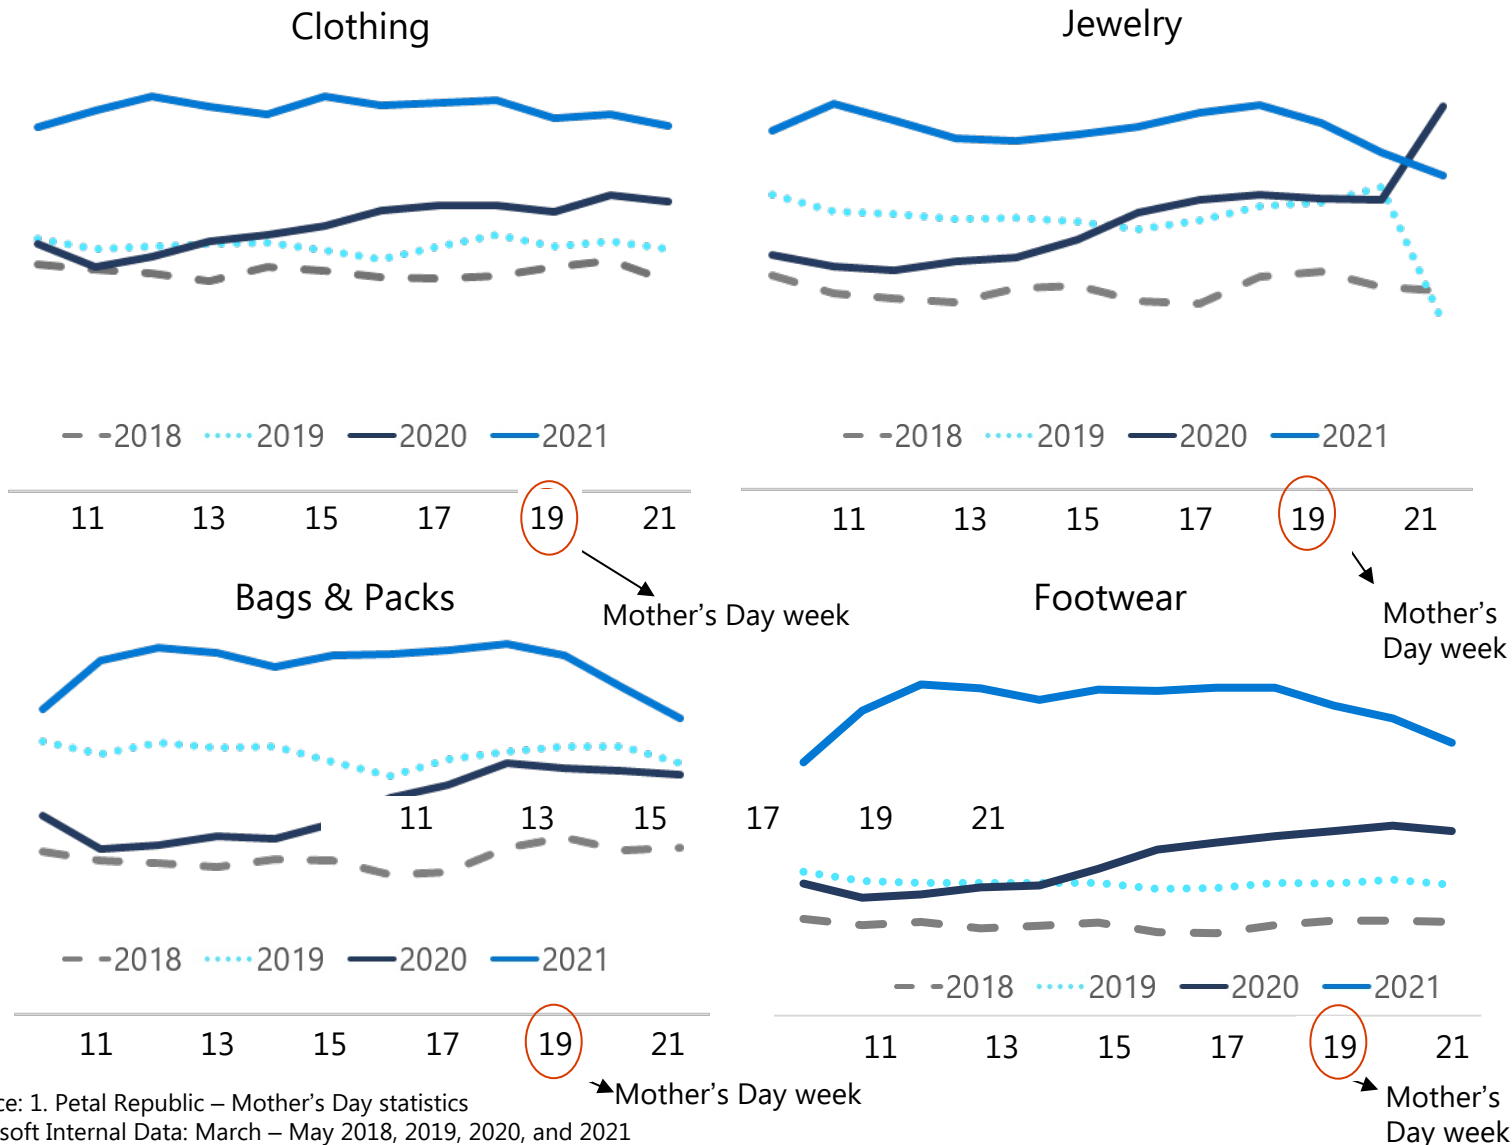 Clothing
Jewelry
2018 2019 2020 2021
2018 2019 2020 2021
11 13 15 17 19 21
11 13 15 17 19 21
Mother’s Day week
Mother’s
Day week
Bags & Packs
Footwear
11 13 15 17 19 21
2018 2019 2020 2021
2018 2019 2020 2021
11 13 15 17 19 21
11 13 15 17 19 21
Mother’s Day week
Mother’s
Day week
ce: 1. Petal Republic – Mother’s Day statistics
soft Internal Data: March – May 2018, 2019, 2020, and 2021